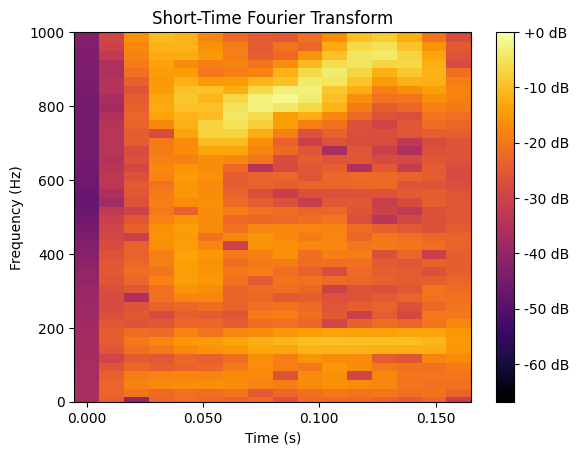 Short-Time Fourier Transform
1000
800
600
400
200
0
Frequency (Hz)
0.000
0.050
0.100
0.150
Time (s)
+0 dB
-10 dB
-20 dB
-30 dB
-40 dB
-50 dB
-60 dB